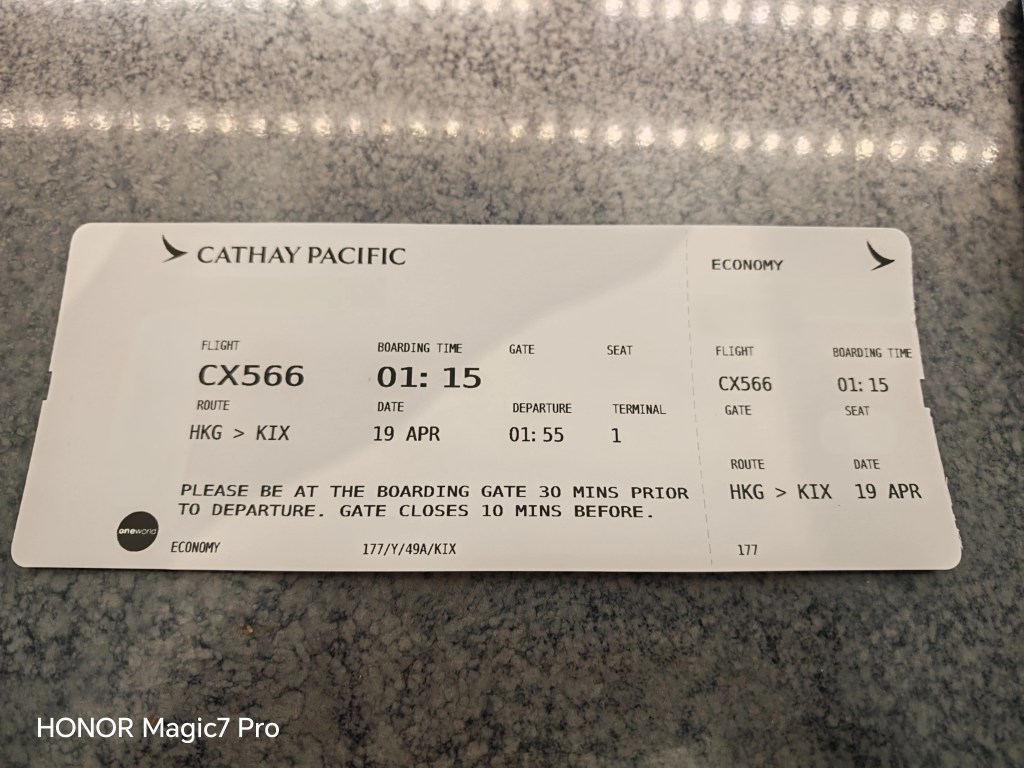 CATHAY PACIFIC
ECONOMY
FLIGHT BOARDING TIME GATE SEAT
CX566 01: 15
ROUTE DATE DEPARTURE TERMINAL
HKG > KIX 19 APR 01: 55 1
PLEASE BE AT THE BOARDING GATE 30 MINS PRIOR
TO DEPARTURE. GATE CLOSES 10 MINS BEFORE.
oneworld
ECONOMY 177/Y/49A/KIX
FLIGHT BOARDING TIME
CX566 01: 15
GATE SEAT
ROUTE DATE
HKG > KIX 19 APR
177
HONOR Magic7 Pro